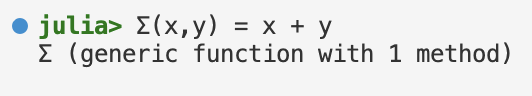 julia> Σ(x,y) = x + y
Σ (generic function with 1 method)